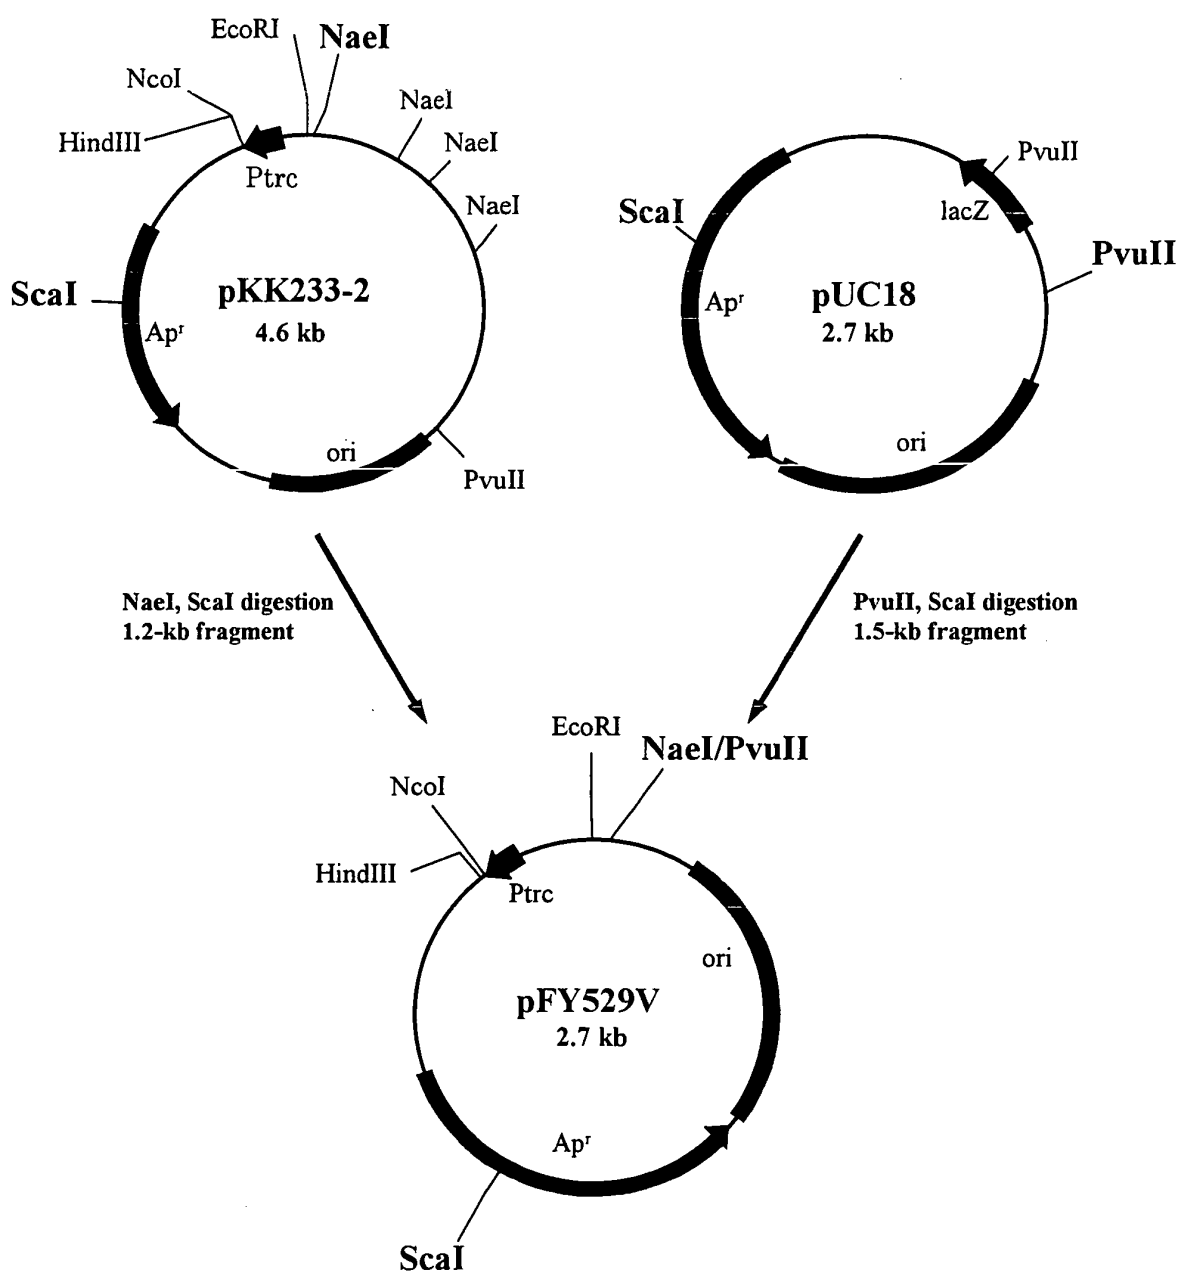 EcoRI
NaeI
NcoI
NaeI
HindIII
NaeI
Ptrc
NaeI
ScaI
pKK233-2
4.6 kb
Apʳ
ori
PvuII
PvuII
lacZ
ScaI
PvuII
pUC18
2.7 kb
Apʳ
ori
NaeI, ScaI digestion
1.2-kb fragment
PvuII, ScaI digestion
1.5-kb fragment
EcoRI
NaeI/PvuII
NcoI
HindIII
Ptrc
ori
pFY529V
2.7 kb
Apʳ
ScaI